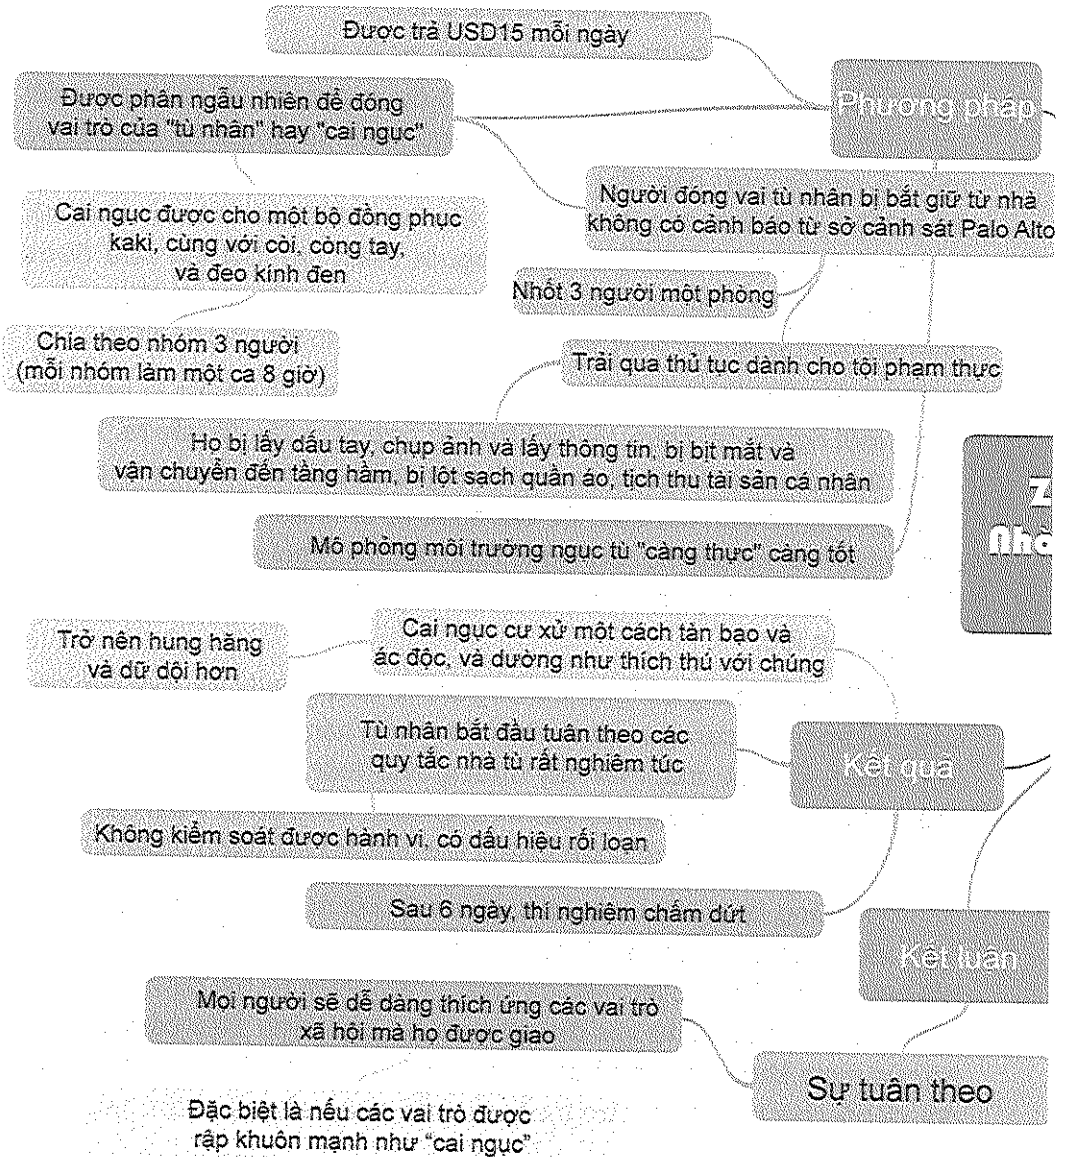 Được trả USD15 mỗi ngày
Phương pháp
Được phân ngẫu nhiên để đóng
vai trò của "tù nhân" hay "cai ngục"
Người đóng vai tù nhân bị bắt giữ từ nhà
không có cảnh báo từ sở cảnh sát Palo Alto
Cai ngục được cho một bộ đồng phục
kaki, cùng với còi, còng tay,
và đeo kính đen
Nhốt 3 người một phòng
Chia theo nhóm 3 người
(mỗi nhóm làm một ca 8 giờ)
Trải qua thủ tục dành cho tội phạm thực
Họ bị lấy dấu tay, chụp ảnh và lấy thông tin, bị bịt mắt và
vận chuyển đến tầng hầm, bị lột sạch quần áo, tịch thu tài sản cá nhân
Z
Nhà
Mô phỏng môi trường ngục tù "càng thực" càng tốt
Cai ngục cư xử một cách tàn bạo và
ác độc, và dường như thích thú với chúng
Trở nên hung hăng
và dữ dội hơn
Tù nhân bắt đầu tuân theo các
quy tắc nhà tù rất nghiêm túc
Kết quả
Không kiểm soát được hành vi, có dấu hiệu rối loạn
Sau 6 ngày, thí nghiệm chấm dứt
Kết luận
Mọi người sẽ dễ dàng thích ứng các vai trò
xã hội mà họ được giao
Sự tuân theo
Đặc biệt là nếu các vai trò được
rập khuôn mạnh như “cai ngục”